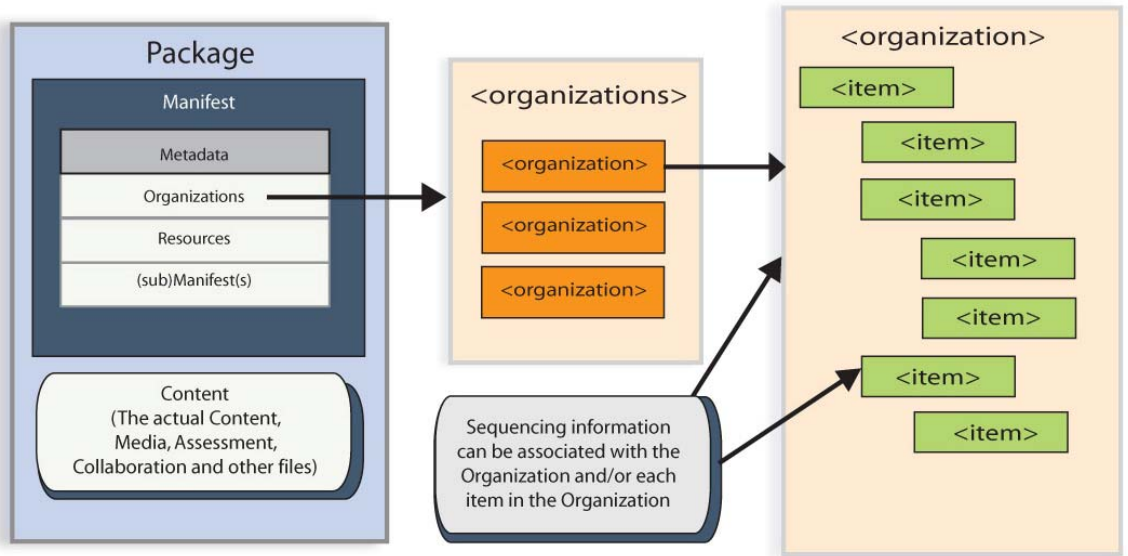 Package
Manifest
Metadata
Organizations
Resources
(sub)Manifest(s)
Content
(The actual Content,
Media, Assessment,
Collaboration and other files)
<organizations>
<organization>
<organization>
<organization>
Sequencing information
can be associated with the
Organization and/or each
item in the Organization
<organization>
<item>
<item>
<item>
<item>
<item>
<item>
<item>